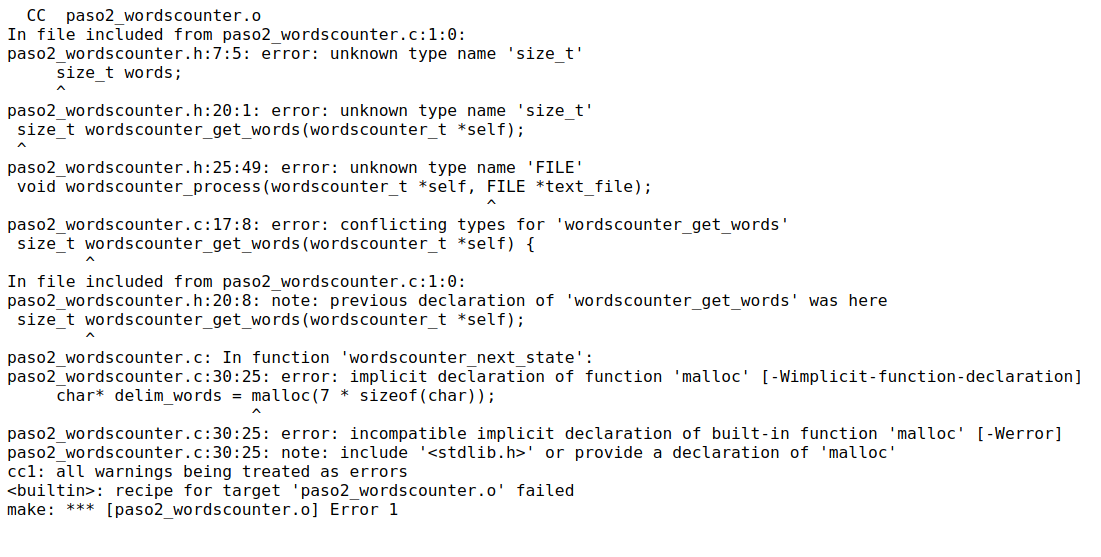 CC  paso2_wordscounter.o
In file included from paso2_wordscounter.c:1:0:
paso2_wordscounter.h:7:5: error: unknown type name 'size_t'
     size_t words;
     ^
paso2_wordscounter.h:20:1: error: unknown type name 'size_t'
 size_t wordscounter_get_words(wordscounter_t *self);
 ^
paso2_wordscounter.h:25:49: error: unknown type name 'FILE'
 void wordscounter_process(wordscounter_t *self, FILE *text_file);
                                                 ^
paso2_wordscounter.c:17:8: error: conflicting types for 'wordscounter_get_words'
 size_t wordscounter_get_words(wordscounter_t *self) {
        ^
In file included from paso2_wordscounter.c:1:0:
paso2_wordscounter.h:20:8: note: previous declaration of 'wordscounter_get_words' was here
 size_t wordscounter_get_words(wordscounter_t *self);
        ^
paso2_wordscounter.c: In function 'wordscounter_next_state':
paso2_wordscounter.c:30:25: error: implicit declaration of function 'malloc' [-Wimplicit-function-declaration]
     char* delim_words = malloc(7 * sizeof(char));
                         ^
paso2_wordscounter.c:30:25: error: incompatible implicit declaration of built-in function 'malloc' [-Werror]
paso2_wordscounter.c:30:25: note: include '<stdlib.h>' or provide a declaration of 'malloc'
cc1: all warnings being treated as errors
<builtin>: recipe for target 'paso2_wordscounter.o' failed
make: *** [paso2_wordscounter.o] Error 1